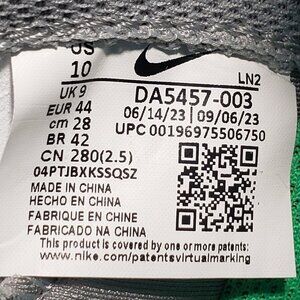 US
10
LN2
UK 9
DA5457-003
EUR 44
06/14/23 | 09/06/23
cm 28
UPC 00196975506750
BR 42
CN 280(2.5)
04PTJBXKSSQSZ
MADE IN CHINA
HECHO EN CHINA
FABRIQUE EN CHINE
FABRICADO NA CHINA
This product is covered by one or more patents:
www.nike.com/patentsvirtualmarking